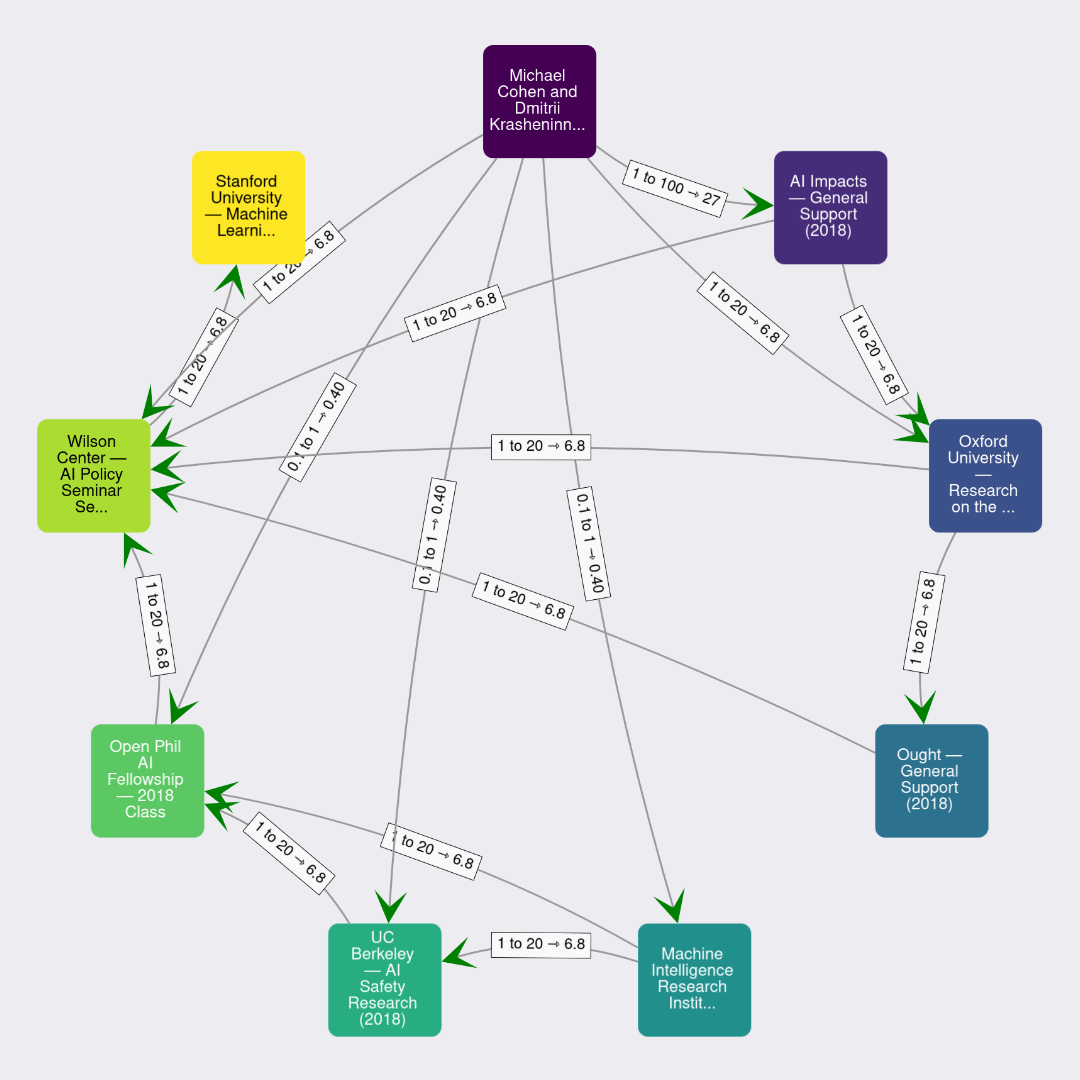 Michael
Cohen and
Dmitrii
Krasheninn...
Stanford
University
— Machine
Learni...
AI Impacts
— General
Support
(2018)
1 to 100 → 27
1 to 20 → 6.8
1 to 20 → 6.8
1 to 20 → 6.8
1 to 20 → 6.8
1 to 20 → 6.8
0.1 to 1 → 0.40
Wilson
Center —
AI Policy
Seminar
Se...
1 to 20 → 6.8
Oxford
University
—
Research
on the ...
0.1 to 1 → 0.40
0.1 to 1 → 0.40
1 to 20 → 6.8
1 to 20 → 6.8
1 to 20 → 6.8
Open Phil
AI
Fellowship
— 2018
Class
Ought —
General
Support
(2018)
1 to 20 → 6.8
1 to 20 → 6.8
UC
Berkeley
— AI
Safety
Research
(2018)
1 to 20 → 6.8
Machine
Intelligence
Research
Instit...